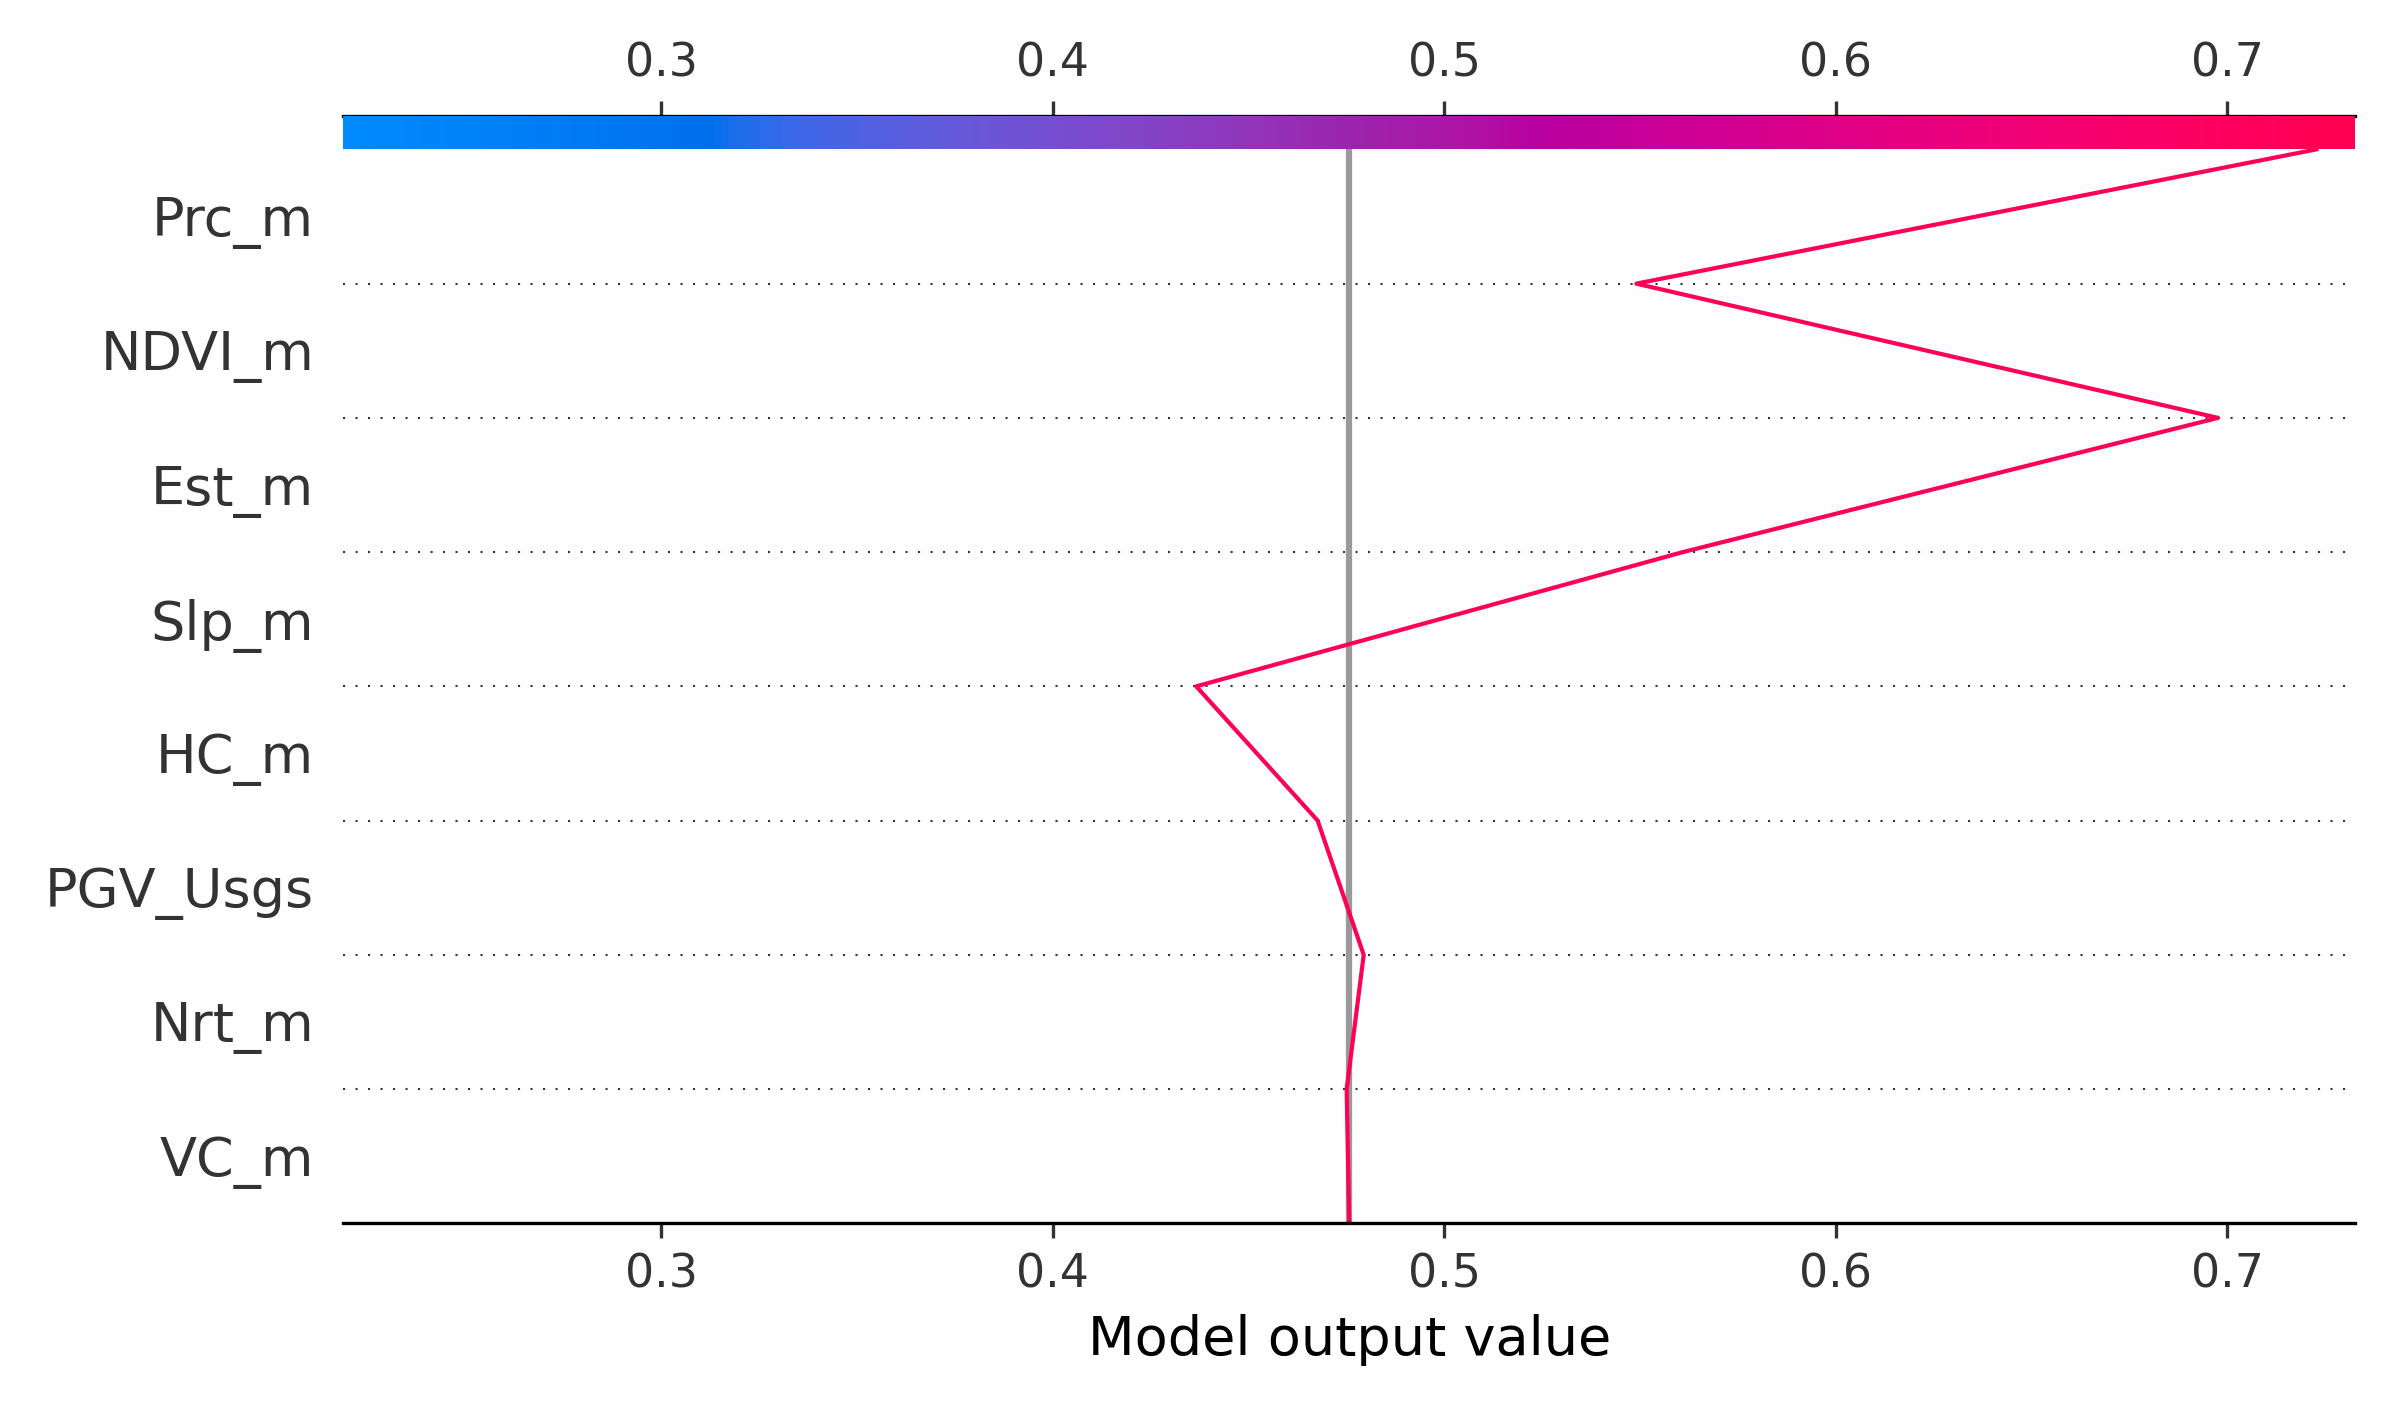 0.3 0.4 0.5 0.6 0.7
Prc_m
NDVI_m
Est_m
Slp_m
HC_m
PGV_Usgs
Nrt_m
VC_m
0.3 0.4 0.5 0.6 0.7
Model output value